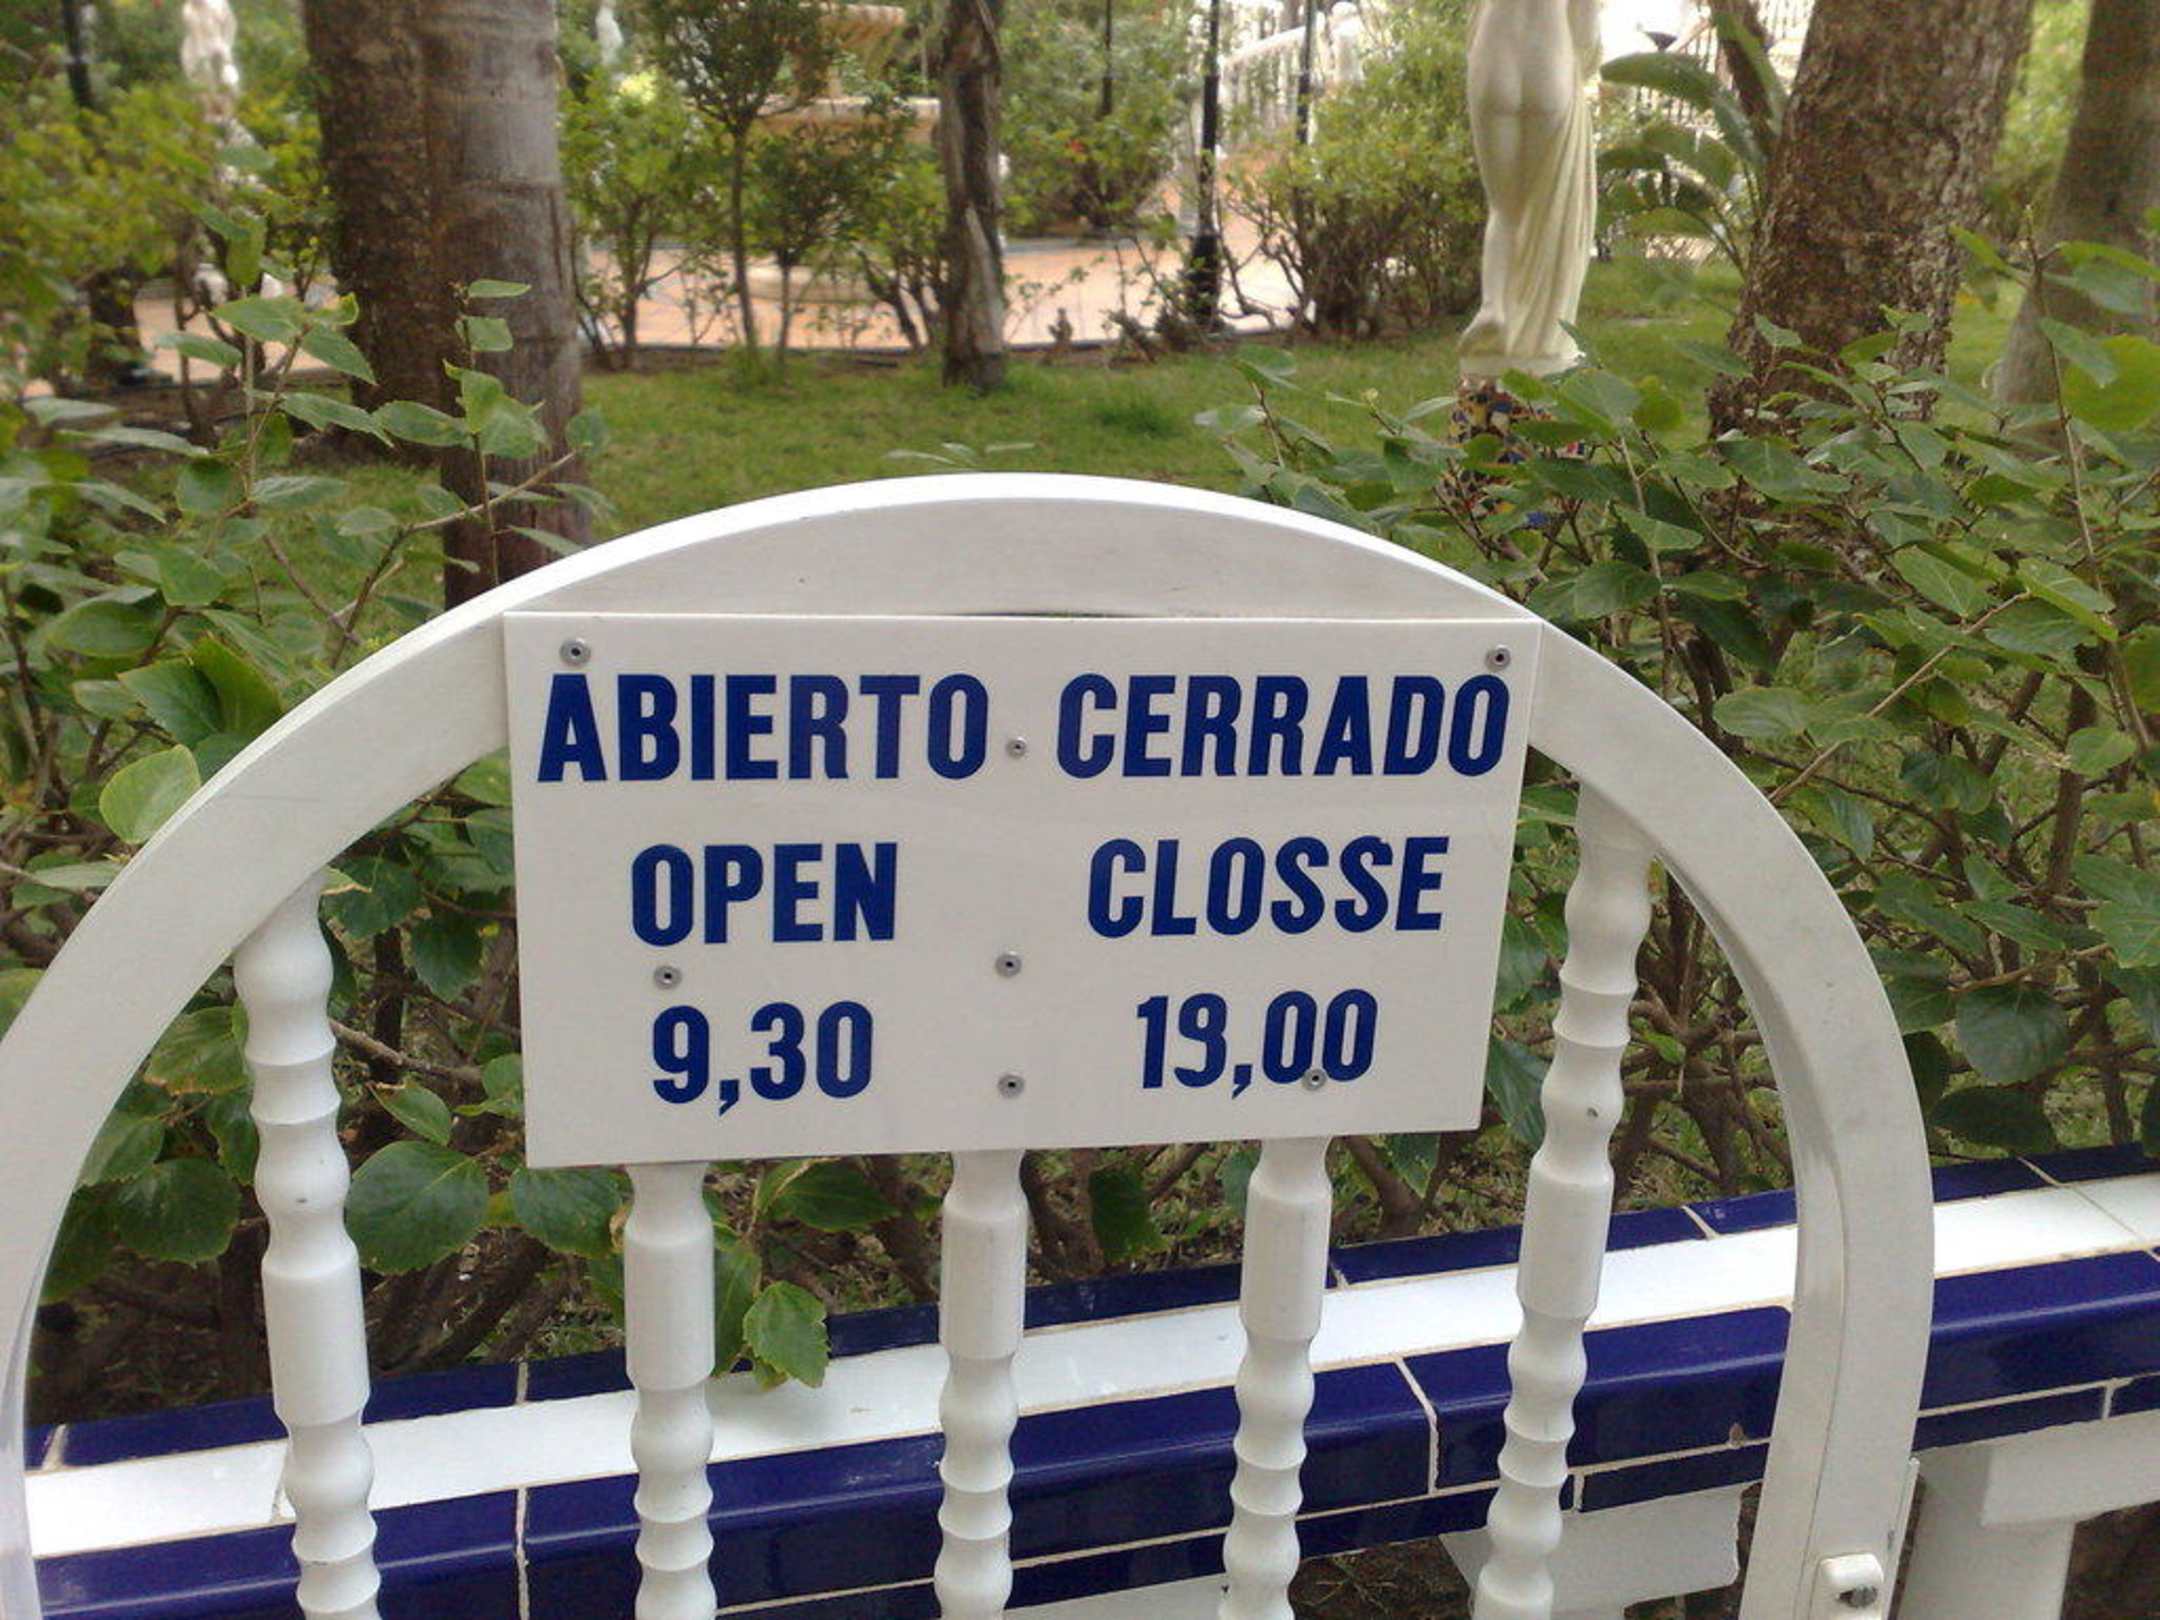 ABIERTO CERRADO
OPEN CLOSSE
9,30 19,00